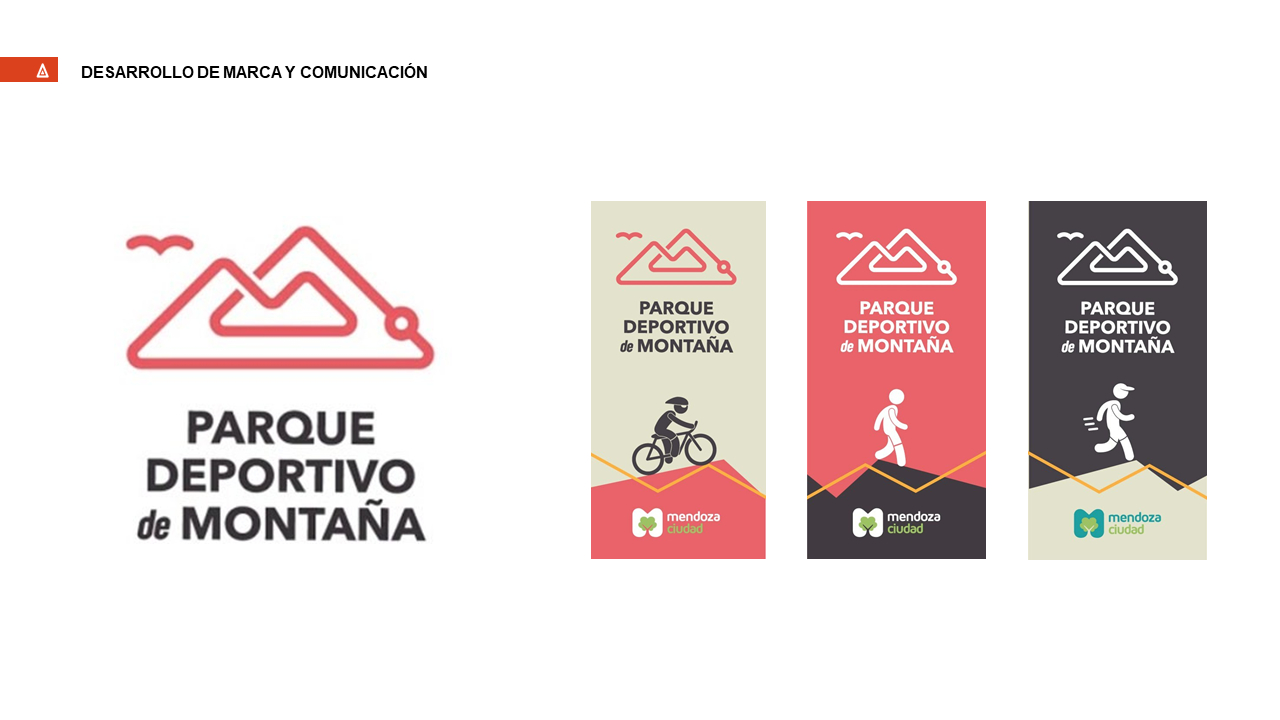 DESARROLLO DE MARCA Y COMUNICACIÓN
PARQUE
DEPORTIVO
de MONTAÑA
PARQUE
DEPORTIVO
de MONTAÑA
mendoza
ciudad
PARQUE
DEPORTIVO
de MONTAÑA
mendoza
ciudad
PARQUE
DEPORTIVO
de MONTAÑA
mendoza
ciudad